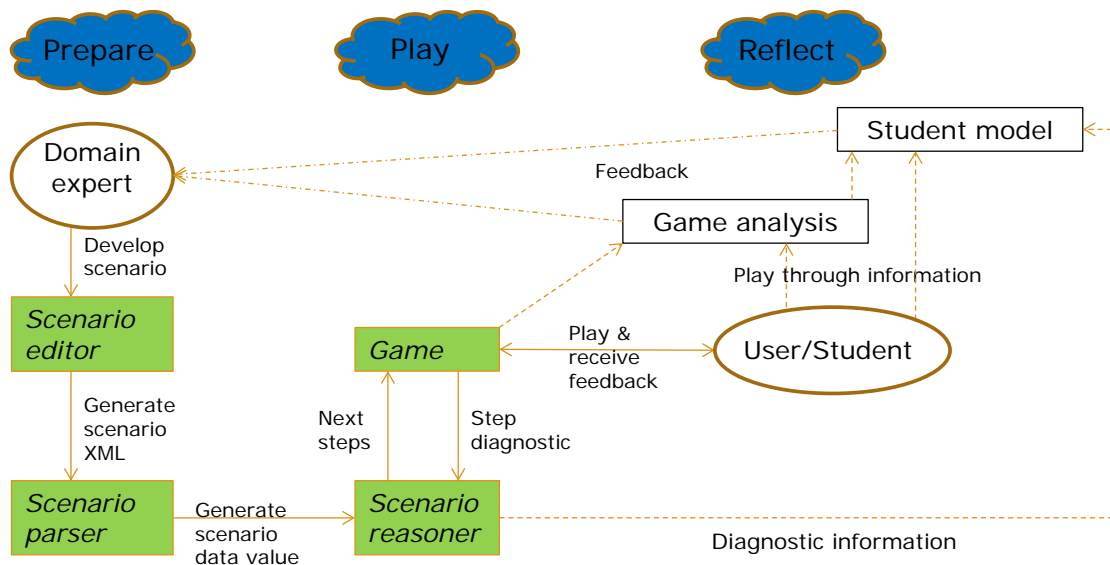 Prepare
Play
Reflect
Student model
Domain
expert
Feedback
Game analysis
Develop
scenario
Play through information
Scenario
editor
Game
Play &
receive
feedback
User/Student
Generate
scenario
XML
Next
steps
Step
diagnostic
Scenario
parser
Generate
scenario
data value
Scenario
reasoner
Diagnostic information